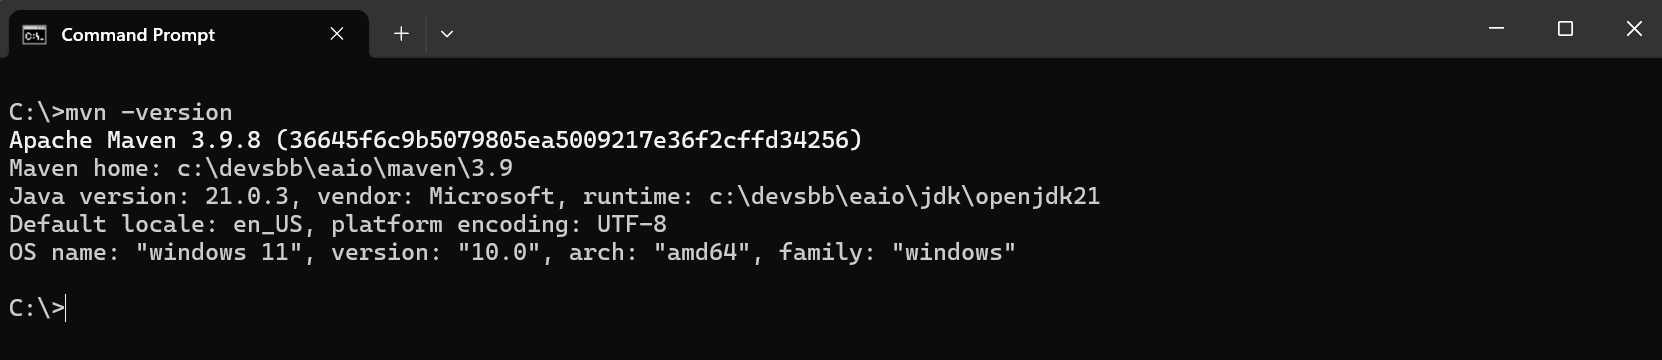 Command Prompt
C:\>mvn -version
Apache Maven 3.9.8 (36645f6c9b5079805ea5009217e36f2cffd34256)
Maven home: c:\devsbb\eaio\maven\3.9
Java version: 21.0.3, vendor: Microsoft, runtime: c:\devsbb\eaio\jdk\openjdk21
Default locale: en_US, platform encoding: UTF-8
OS name: "windows 11", version: "10.0", arch: "amd64", family: "windows"
C:\>